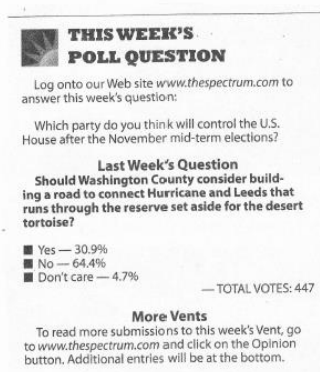 THIS WEEK'S
POLL QUESTION
Log onto our Web site www.thespectrum.com to
answer this week's question:
Which party do you think will control the U.S.
House after the November mid-term elections?
Last Week's Question
Should Washington County consider build-
ing a road to connect Hurricane and Leeds that
runs through the reserve set aside for the desert
tortoise?
■ Yes — 30.9%
■ No — 64.4%
■ Don't care — 4.7%
— TOTAL VOTES: 447
More Vents
To read more submissions to this week's Vent, go
to www.thespectrum.com and click on the Opinion
button. Additional entries will be at the bottom.